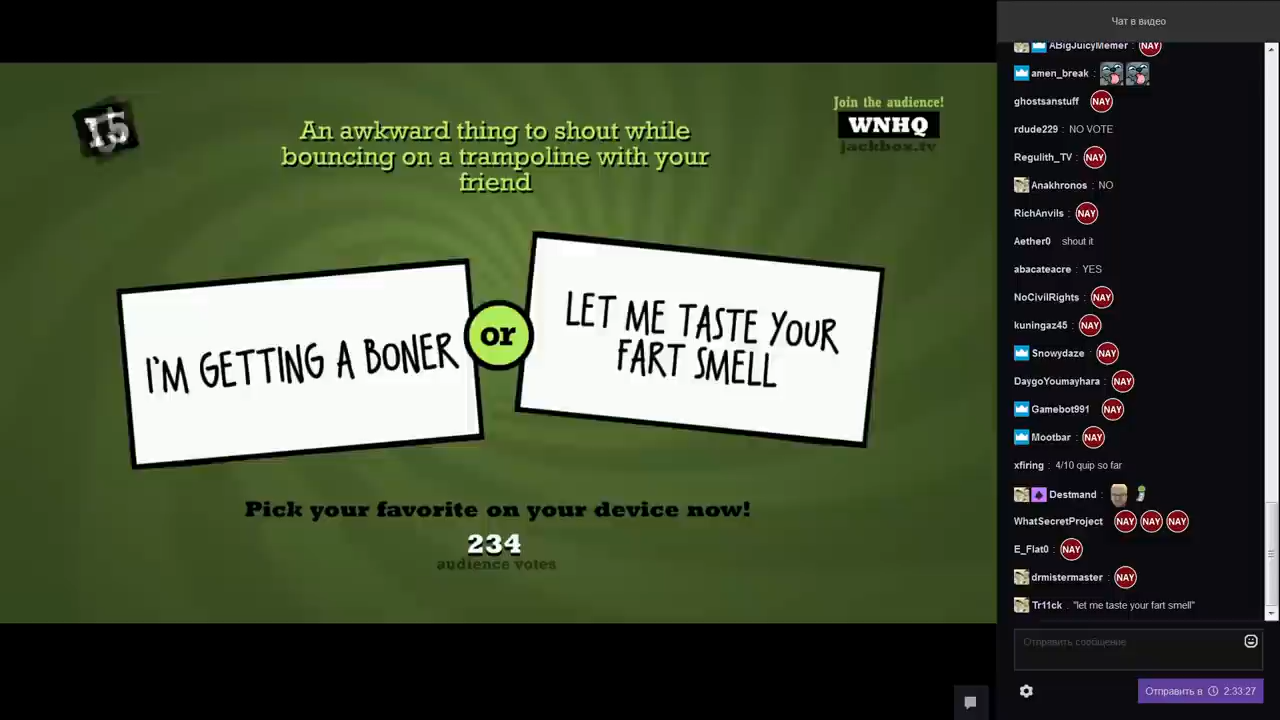 15
An awkward thing to shout while
bouncing on a trampoline with your
friend
Join the audience!
WNHQ
jackbox.tv
I'M GETTING A BONER
or
LET ME TASTE YOUR
FART SMELL
Pick your favorite on your device now!
234
audience votes
Чат в видео
ABigJuicyMemer : NAY
amen_break :
ghostsanstuff NAY
rdude229 : NO VOTE
Regulith_TV : NAY
Anakhronos : NO
RichAnvils : NAY
Aether0 shout it
abacateacre : YES
NoCivilRights : NAY
kuningaz45 : NAY
Snowydaze : NAY
DaygoYoumayhara : NAY
Gamebot991 NAY
Mootbar : NAY
xfiring : 4/10 quip so far
Destmand :
WhatSecretProject NAY NAY NAY
E_Flat0 : NAY
drmistermaster : NAY
Tr11ck : "let me taste your fart smell"
Отправить сообщение
Отправить в 2:33:27